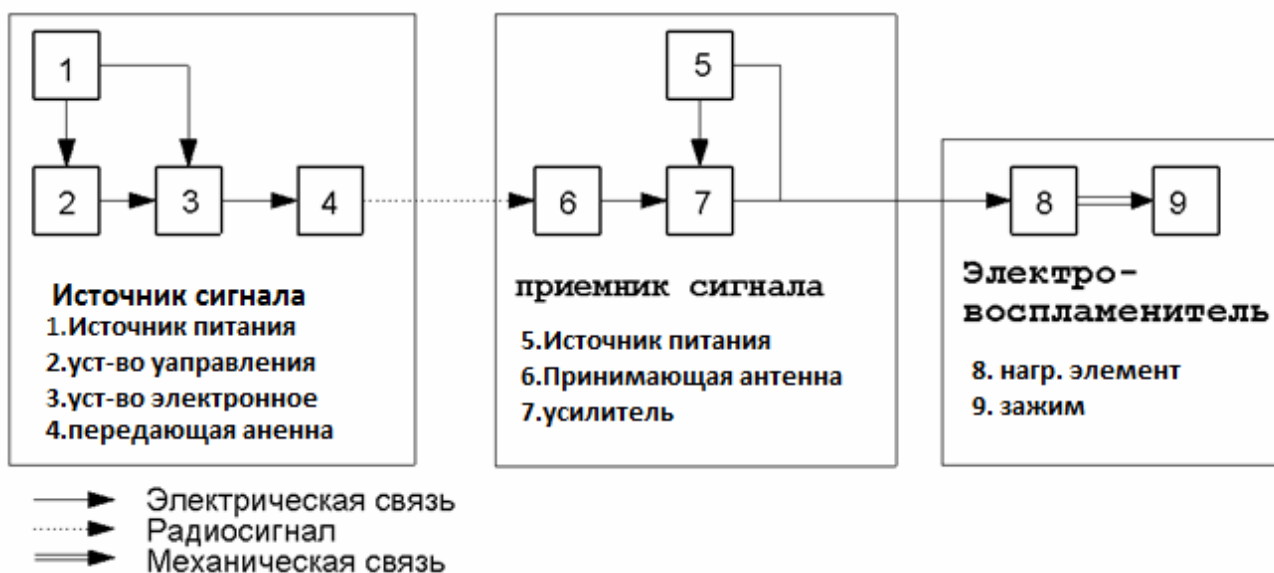 1
2
3
4
5
6
7
8
9
Источник сигнала
1.Источник питания
2.уст-во уаправления
3.уст-во электронное
4.передающая аненна
приемник сигнала
5.Источник питания
6.Принимающая антенна
7.усилитель
Электро-
воспламенитель
8. нагр. элемент
9. зажим
Электрическая связь
Радиосигнал
Механическая связь